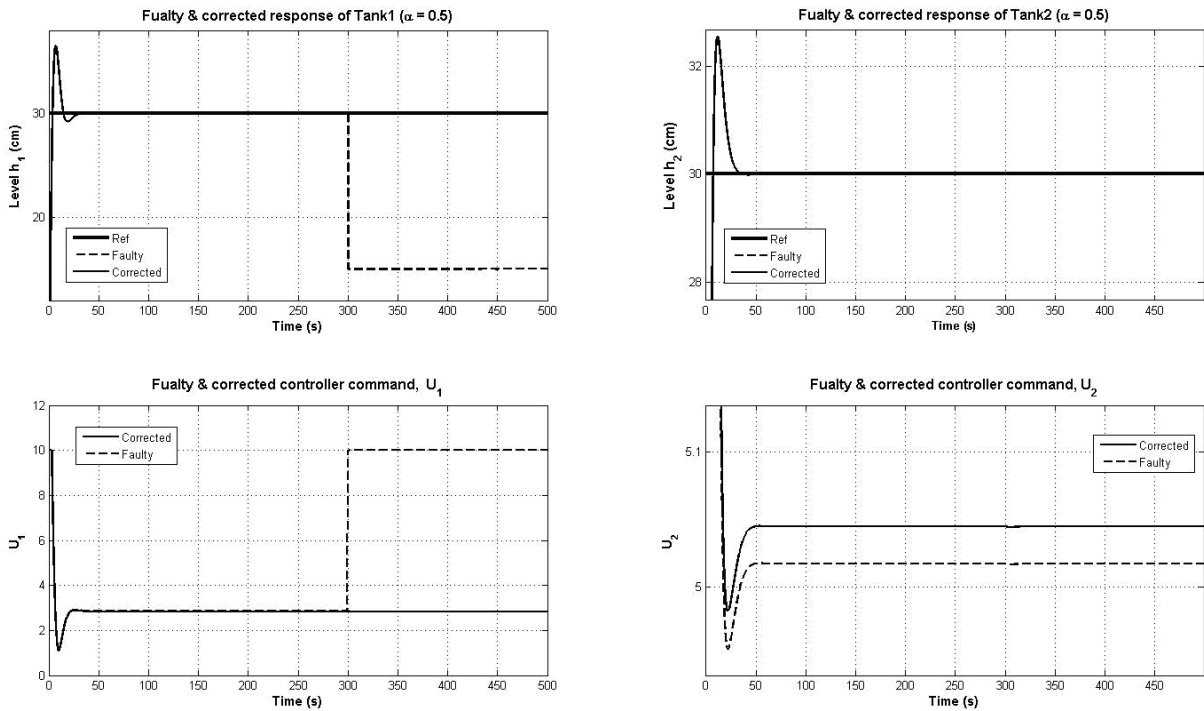 Fualty & corrected response of Tank1 (α = 0.5)
Level h1 (cm)
30
20
Ref
Faulty
Corrected
0 50 100 150 200 250 300 350 400 450 500
Time (s)
Fualty & corrected response of Tank2 (α = 0.5)
Level h2 (cm)
32
30
28
Ref
Faulty
Corrected
0 50 100 150 200 250 300 350 400 450
Time (s)
Fualty & corrected controller command, U1
U1
12
10
8
6
4
2
0
Corrected
Faulty
0 50 100 150 200 250 300 350 400 450 500
Time (s)
Fualty & corrected controller command, U2
U2
5.1
5
Corrected
Faulty
0 50 100 150 200 250 300 350 400 450
Time (s)